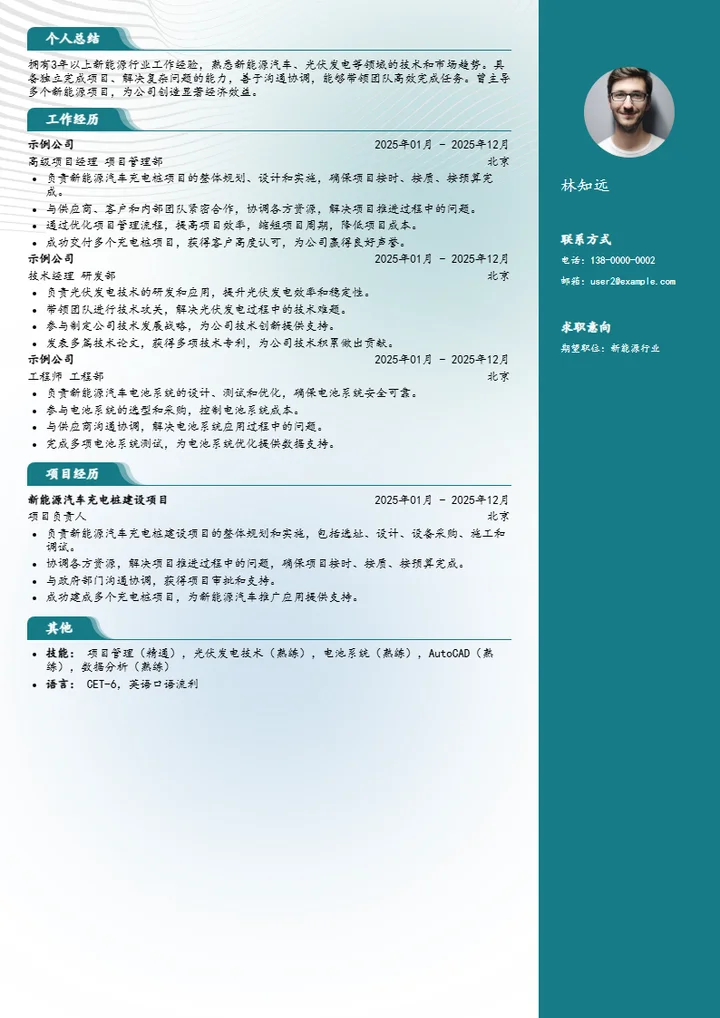 个人总结
拥有3年以上新能源行业工作经验，熟悉新能源汽车、光伏发电等领域的技术和市场趋势。具
备独立完成项目、解决复杂问题的能力，善于沟通协调，能够带领团队高效完成任务。曾主导
多个新能源项目，为公司创造显著经济效益。
工作经历
示例公司 2025年01月 - 2025年12月
高级项目经理 项目管理部 北京
• 负责新能源汽车充电桩项目的整体规划、设计和实施，确保项目按时、按质、按预算完
成。
• 与供应商、客户和内部团队紧密合作，协调各方资源，解决项目推进过程中的问题。
• 通过优化项目管理流程，提高项目效率，缩短项目周期，降低项目成本。
• 成功交付多个充电桩项目，获得客户高度认可，为公司赢得良好声誉。
示例公司 2025年01月 - 2025年12月
技术经理 研发部 北京
• 负责光伏发电技术的研发和应用，提升光伏发电效率和稳定性。
• 带领团队进行技术攻关，解决光伏发电过程中的技术难题。
• 参与制定公司技术发展战略，为公司技术创新提供支持。
• 发表多篇技术论文，获得多项技术专利，为公司技术积累做出贡献。
示例公司 2025年01月 - 2025年12月
工程师 工程部 北京
• 负责新能源汽车电池系统的设计、测试和优化，确保电池系统安全可靠。
• 参与电池系统的选型和采购，控制电池系统成本。
• 与供应商沟通协调，解决电池系统应用过程中的问题。
• 完成多项电池系统测试，为电池系统优化提供数据支持。
项目经历
新能源汽车充电桩建设项目 2025年01月 - 2025年12月
项目负责人 北京
• 负责新能源汽车充电桩建设项目的整体规划和实施，包括选址、设计、设备采购、施工和
调试。
• 协调各方资源，解决项目推进过程中的问题，确保项目按时、按质、按预算完成。
• 与政府部门沟通协调，获得项目审批和支持。
• 成功建成多个充电桩项目，为新能源汽车推广应用提供支持。
其他
• 技能： 项目管理（精通），光伏发电技术（熟练），电池系统（熟练），AutoCAD（熟
练），数据分析（熟练）
• 语言： CET-6，英语口语流利
林知远
联系方式
电话：138-0000-0002
邮箱：user2@example.com
求职意向
期望职位：新能源行业